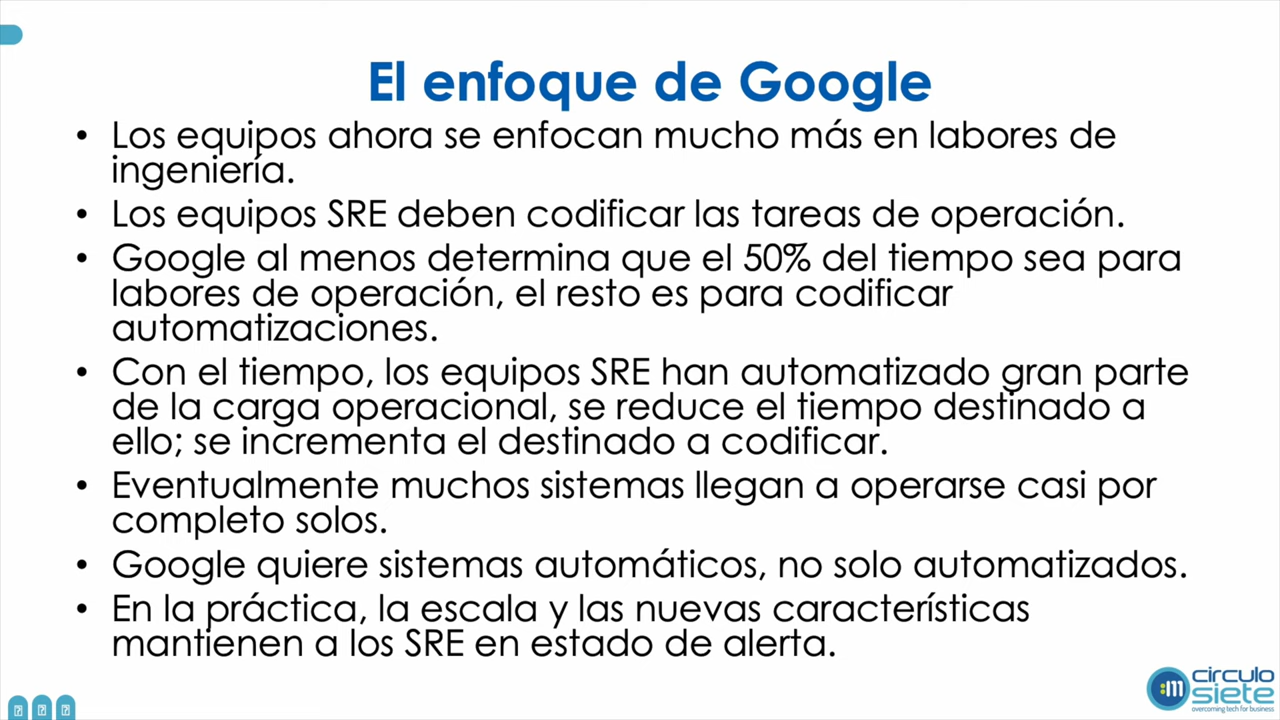 El enfoque de Google
• Los equipos ahora se enfocan mucho más en labores de
ingeniería.
• Los equipos SRE deben codificar las tareas de operación.
• Google al menos determina que el 50% del tiempo sea para
labores de operación, el resto es para codificar
automatizaciones.
• Con el tiempo, los equipos SRE han automatizado gran parte
de la carga operacional, se reduce el tiempo destinado a
ello; se incrementa el destinado a codificar.
• Eventualmente muchos sistemas llegan a operarse casi por
completo solos.
• Google quiere sistemas automáticos, no solo automatizados.
• En la práctica, la escala y las nuevas características
mantienen a los SRE en estado de alerta.
:m circulo
siete
overcoming tech for business